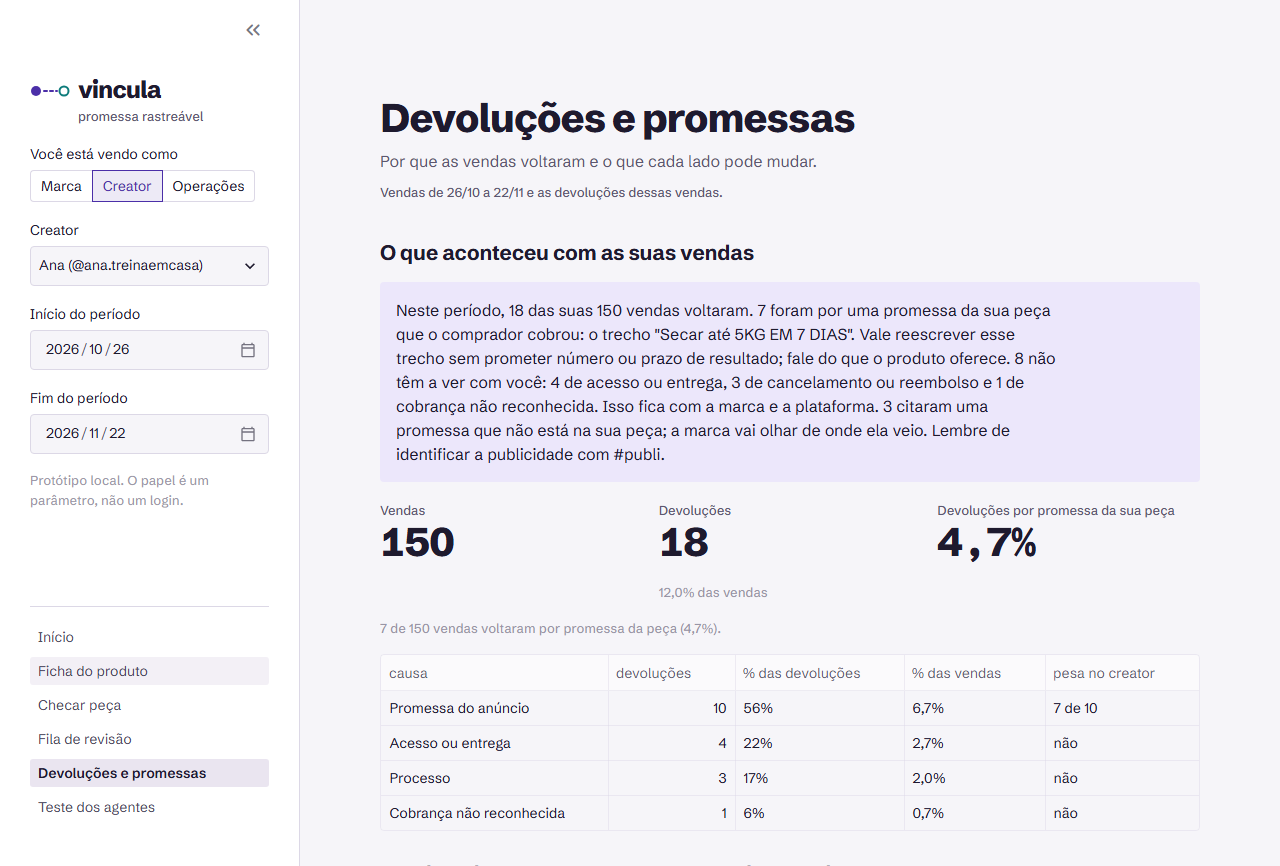 vincula
promessa rastreável
Você está vendo como
Marca Creator Operações
Creator
Ana (@ana.treinaemcasa)
Início do período
2026/10/26
Fim do período
2026/11/22
Protótipo local. O papel é um
parâmetro, não um login.
Início
Ficha do produto
Checar peça
Fila de revisão
Devoluções e promessas
Teste dos agentes
Devoluções e promessas
Por que as vendas voltaram e o que cada lado pode mudar.
Vendas de 26/10 a 22/11 e as devoluções dessas vendas.
O que aconteceu com as suas vendas
Neste período, 18 das suas 150 vendas voltaram. 7 foram por uma promessa da sua peça
que o comprador cobrou: o trecho "Secar até 5KG EM 7 DIAS". Vale reescrever esse
trecho sem prometer número ou prazo de resultado; fale do que o produto oferece. 8 não
têm a ver com você: 4 de acesso ou entrega, 3 de cancelamento ou reembolso e 1 de
cobrança não reconhecida. Isso fica com a marca e a plataforma. 3 citaram uma
promessa que não está na sua peça; a marca vai olhar de onde ela veio. Lembre de
identificar a publicidade com #publi.
Vendas Devoluções Devoluções por promessa da sua peça
150 18 4,7%
12,0% das vendas
7 de 150 vendas voltaram por promessa da peça (4,7%).
causa devoluções % das devoluções % das vendas pesa no creator
Promessa do anúncio 10 56% 6,7% 7 de 10
Acesso ou entrega 4 22% 2,7% não
Processo 3 17% 2,0% não
Cobrança não reconhecida 1 6% 0,7% não